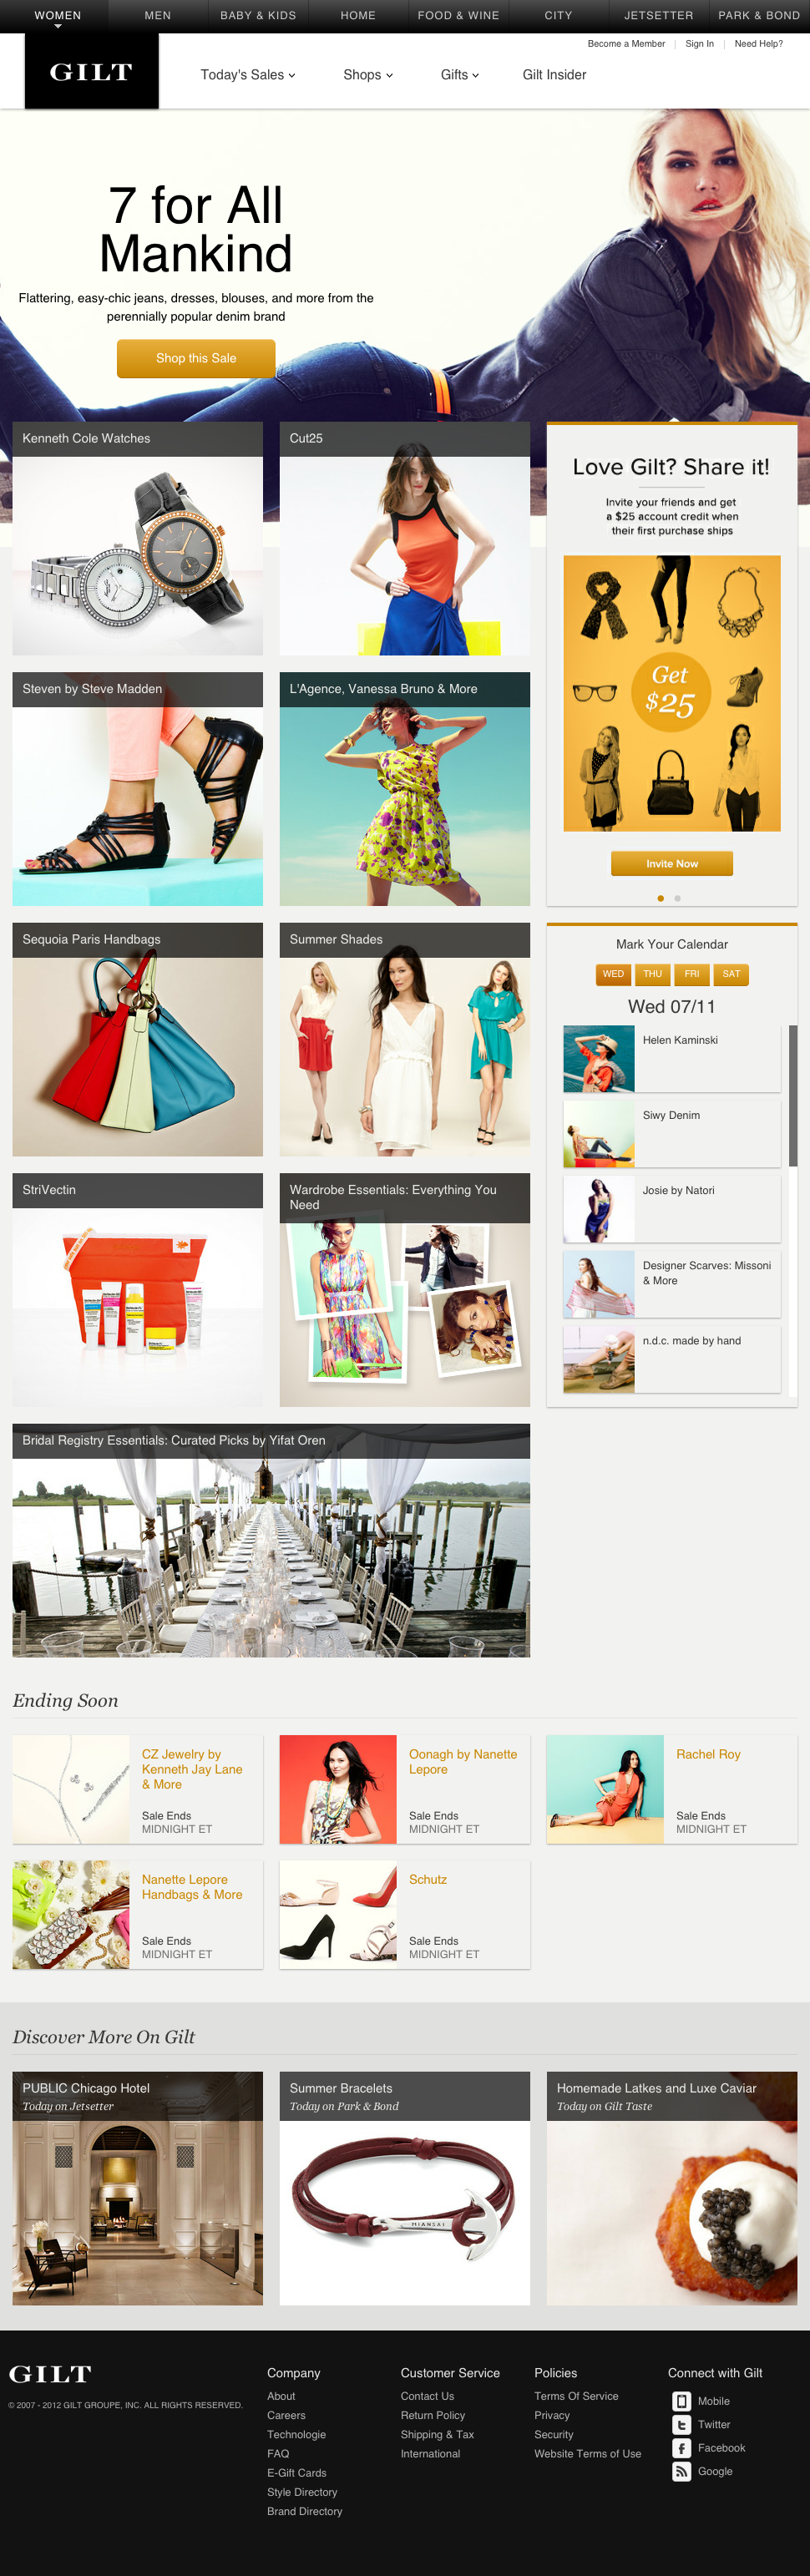 WOMEN
MEN
BABY & KIDS
HOME
FOOD & WINE
CITY
JETSETTER
PARK & BOND
Become a Member
Sign In
Need Help?
GILT
Today's Sales
Shops
Gifts
Gilt Insider
7 for All
Mankind
Flattering, easy-chic jeans, dresses, blouses, and more from the
perennially popular denim brand
Shop this Sale
Kenneth Cole Watches
Cut25
Love Gilt? Share it!
Invite your friends and get
a $25 account credit when
their first purchase ships
Get
$25
Invite Now
Steven by Steve Madden
L'Agence, Vanessa Bruno & More
Sequoia Paris Handbags
Summer Shades
Mark Your Calendar
WED
THU
FRI
SAT
Wed 07/11
Helen Kaminski
Siwy Denim
Josie by Natori
Designer Scarves: Missoni
& More
n.d.c. made by hand
StriVectin
Wardrobe Essentials: Everything You
Need
Bridal Registry Essentials: Curated Picks by Yifat Oren
Ending Soon
CZ Jewelry by
Kenneth Jay Lane
& More
Sale Ends
MIDNIGHT ET
Oonagh by Nanette
Lepore
Sale Ends
MIDNIGHT ET
Rachel Roy
Sale Ends
MIDNIGHT ET
Nanette Lepore
Handbags & More
Sale Ends
MIDNIGHT ET
Schutz
Sale Ends
MIDNIGHT ET
Discover More On Gilt
PUBLIC Chicago Hotel
Today on Jetsetter
Summer Bracelets
Today on Park & Bond
MIANSAI
Homemade Latkes and Luxe Caviar
Today on Gilt Taste
GILT
© 2007 - 2012 GILT GROUPE, INC. ALL RIGHTS RESERVED.
Company
About
Careers
Technologie
FAQ
E-Gift Cards
Style Directory
Brand Directory
Customer Service
Contact Us
Return Policy
Shipping & Tax
International
Policies
Terms Of Service
Privacy
Security
Website Terms of Use
Connect with Gilt
Mobile
Twitter
Facebook
Google